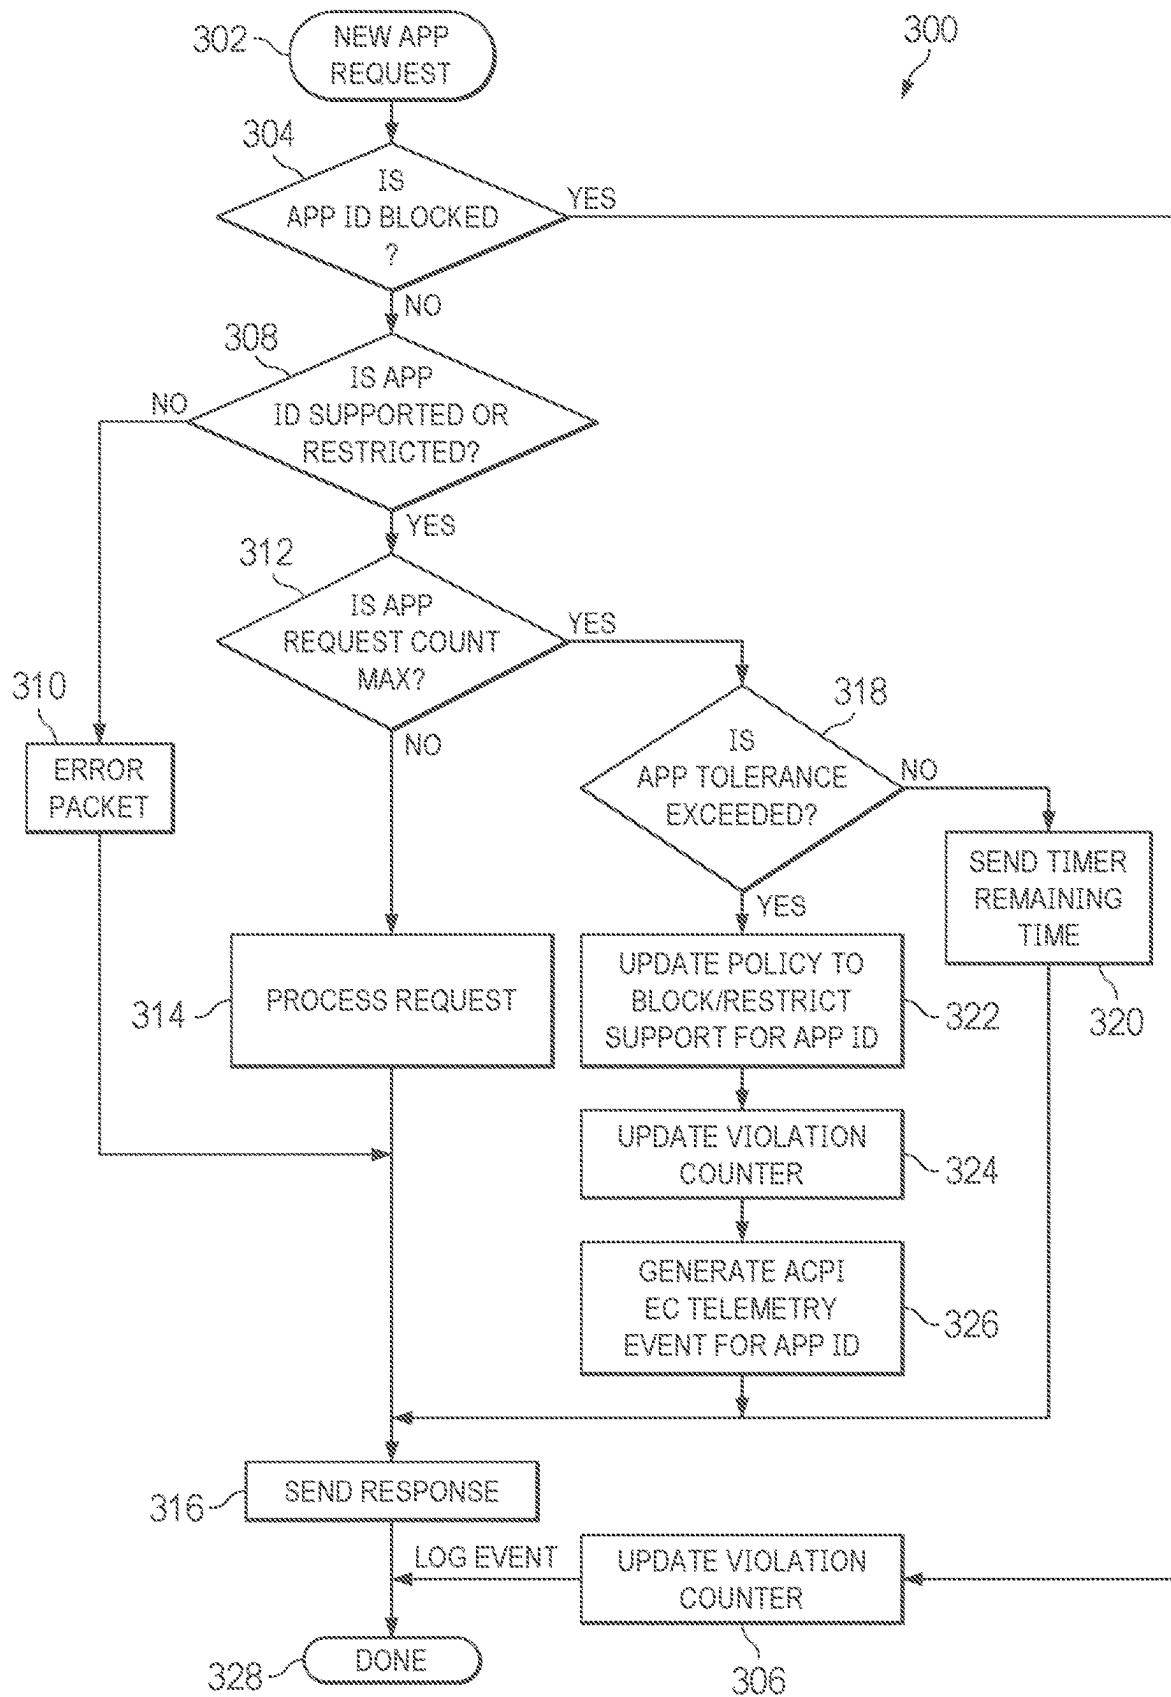 302
NEW APP
REQUEST
300
304
IS
APP ID BLOCKED
?
YES
NO
308
IS APP
ID SUPPORTED OR
RESTRICTED?
NO
YES
312
IS APP
REQUEST COUNT
MAX?
YES
NO
310
ERROR
PACKET
318
IS
APP TOLERANCE
EXCEEDED?
NO
YES
SEND TIMER
REMAINING
TIME
320
314
PROCESS REQUEST
UPDATE POLICY TO
BLOCK/RESTRICT
SUPPORT FOR APP ID
322
UPDATE VIOLATION
COUNTER
324
GENERATE ACPI
EC TELEMETRY
EVENT FOR APP ID
326
316
SEND RESPONSE
LOG EVENT
UPDATE VIOLATION
COUNTER
306
328
DONE